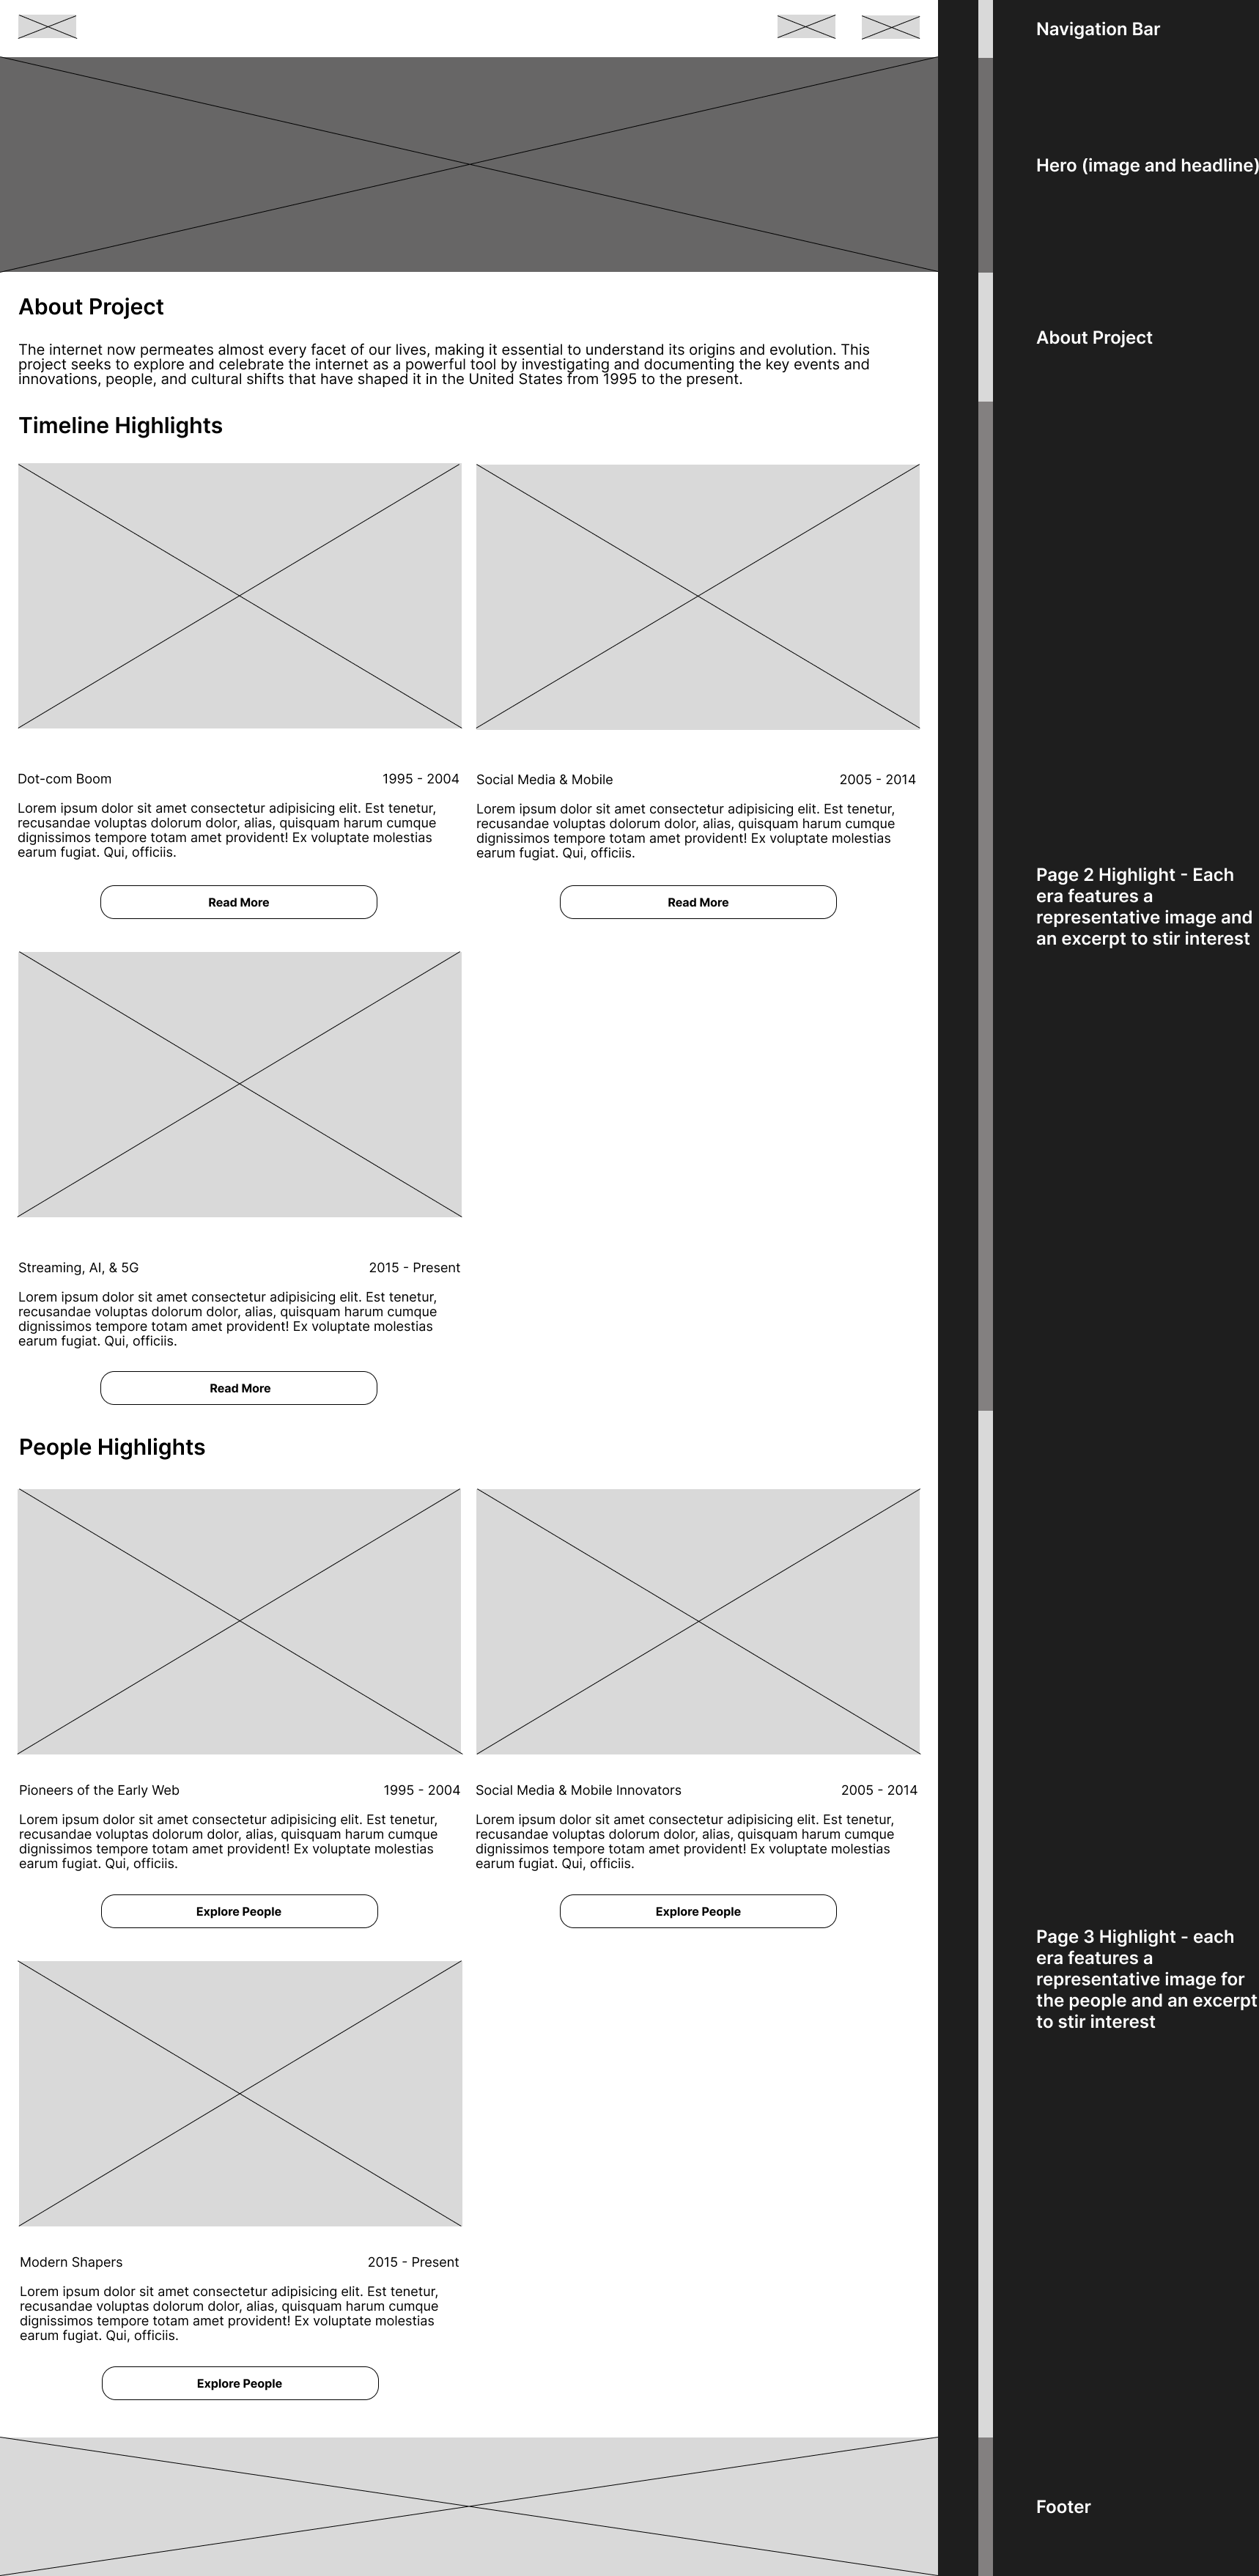 Navigation Bar
Hero (image and headline)
About Project
The internet now permeates almost every facet of our lives, making it essential to understand its origins and evolution. This
project seeks to explore and celebrate the internet as a powerful tool by investigating and documenting the key events and
innovations, people, and cultural shifts that have shaped it in the United States from 1995 to the present.
About Project
Timeline Highlights
Dot-com Boom 1995 - 2004
Lorem ipsum dolor sit amet consectetur adipisicing elit. Est tenetur,
recusandae voluptas dolorum dolor, alias, quisquam harum cumque
dignissimos tempore totam amet provident! Ex voluptate molestias
earum fugiat. Qui, officiis.
Read More
Social Media & Mobile 2005 - 2014
Lorem ipsum dolor sit amet consectetur adipisicing elit. Est tenetur,
recusandae voluptas dolorum dolor, alias, quisquam harum cumque
dignissimos tempore totam amet provident! Ex voluptate molestias
earum fugiat. Qui, officiis.
Read More
Page 2 Highlight - Each
era features a
representative image and
an excerpt to stir interest
Streaming, AI, & 5G 2015 - Present
Lorem ipsum dolor sit amet consectetur adipisicing elit. Est tenetur,
recusandae voluptas dolorum dolor, alias, quisquam harum cumque
dignissimos tempore totam amet provident! Ex voluptate molestias
earum fugiat. Qui, officiis.
Read More
People Highlights
Pioneers of the Early Web 1995 - 2004
Lorem ipsum dolor sit amet consectetur adipisicing elit. Est tenetur,
recusandae voluptas dolorum dolor, alias, quisquam harum cumque
dignissimos tempore totam amet provident! Ex voluptate molestias
earum fugiat. Qui, officiis.
Explore People
Social Media & Mobile Innovators 2005 - 2014
Lorem ipsum dolor sit amet consectetur adipisicing elit. Est tenetur,
recusandae voluptas dolorum dolor, alias, quisquam harum cumque
dignissimos tempore totam amet provident! Ex voluptate molestias
earum fugiat. Qui, officiis.
Explore People
Page 3 Highlight - each
era features a
representative image for
the people and an excerpt
to stir interest
Modern Shapers 2015 - Present
Lorem ipsum dolor sit amet consectetur adipisicing elit. Est tenetur,
recusandae voluptas dolorum dolor, alias, quisquam harum cumque
dignissimos tempore totam amet provident! Ex voluptate molestias
earum fugiat. Qui, officiis.
Explore People
Footer